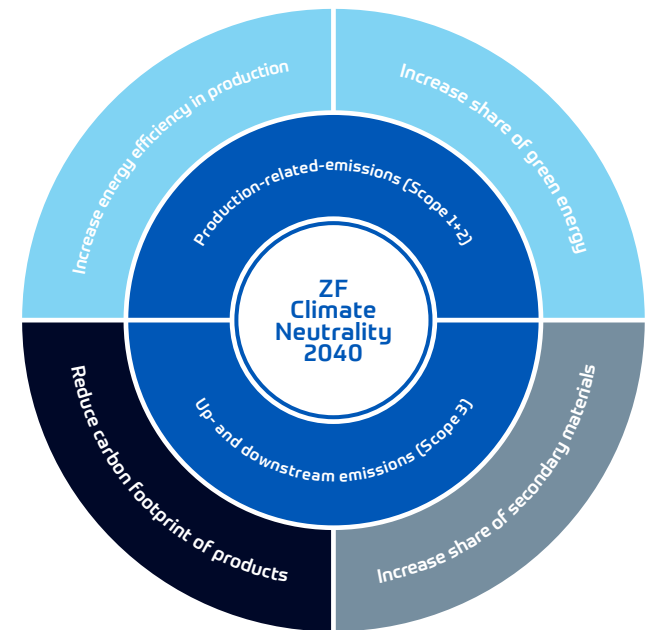 Increase energy efficiency in production
Increase share of green energy
Production-related-emissions (Scope 1+2)
ZF
Climate
Neutrality
2040
Up- and downstream emissions (Scope 3)
Reduce carbon footprint of products
Increase share of secondary materials